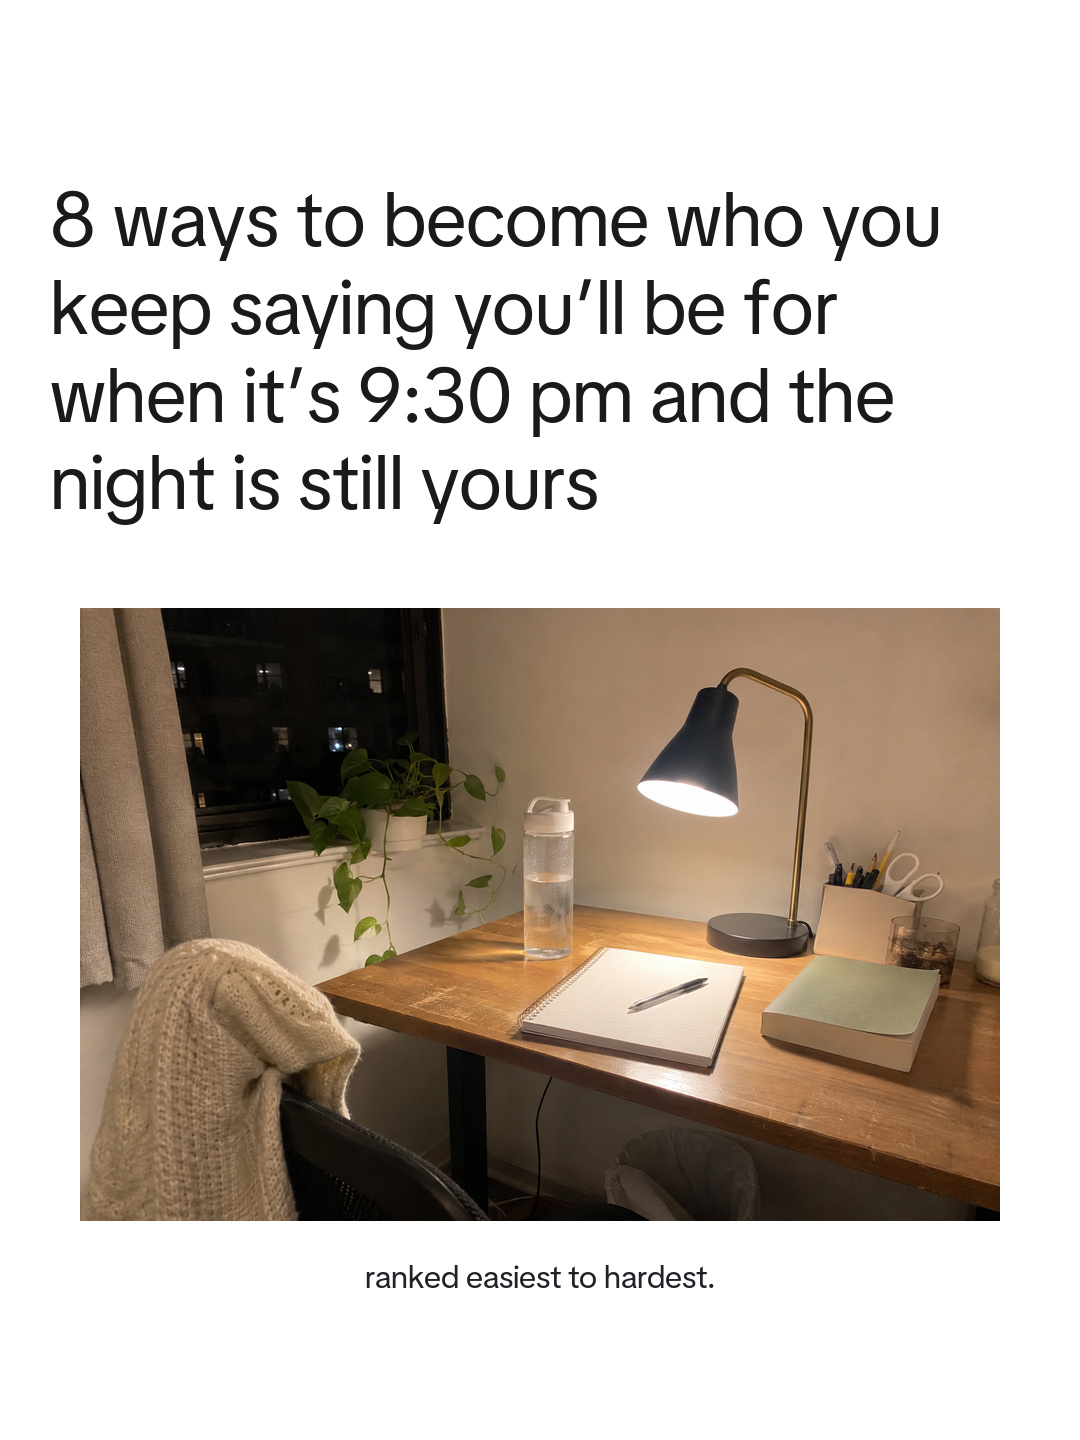 8 ways to become who you
keep saying you’ll be for
when it’s 9:30 pm and the
night is still yours
ranked easiest to hardest.